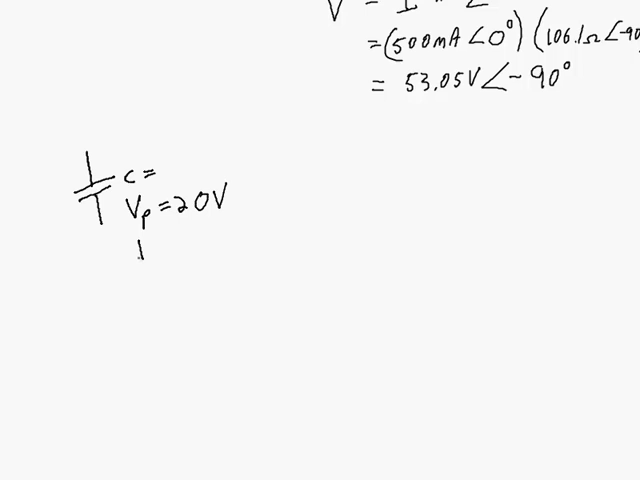 V = I
= (500mA ∠0°) (106.1Ω ∠-90
= 53.05V ∠-90°
C =
Vp = 20V
I